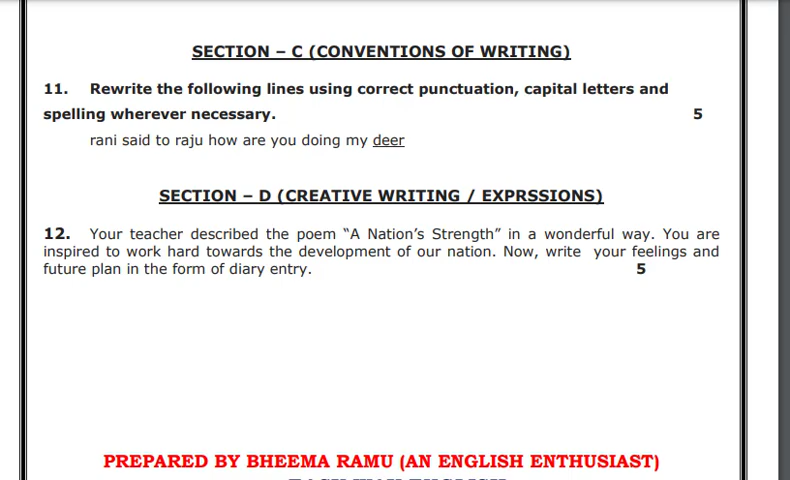 SECTION – C (CONVENTIONS OF WRITING)
11. Rewrite the following lines using correct punctuation, capital letters and
spelling wherever necessary. 5
rani said to raju how are you doing my deer
SECTION – D (CREATIVE WRITING / EXPRSSIONS)
12. Your teacher described the poem “A Nation’s Strength” in a wonderful way. You are
inspired to work hard towards the development of our nation. Now, write your feelings and
future plan in the form of diary entry. 5
PREPARED BY BHEEMA RAMU (AN ENGLISH ENTHUSIAST)